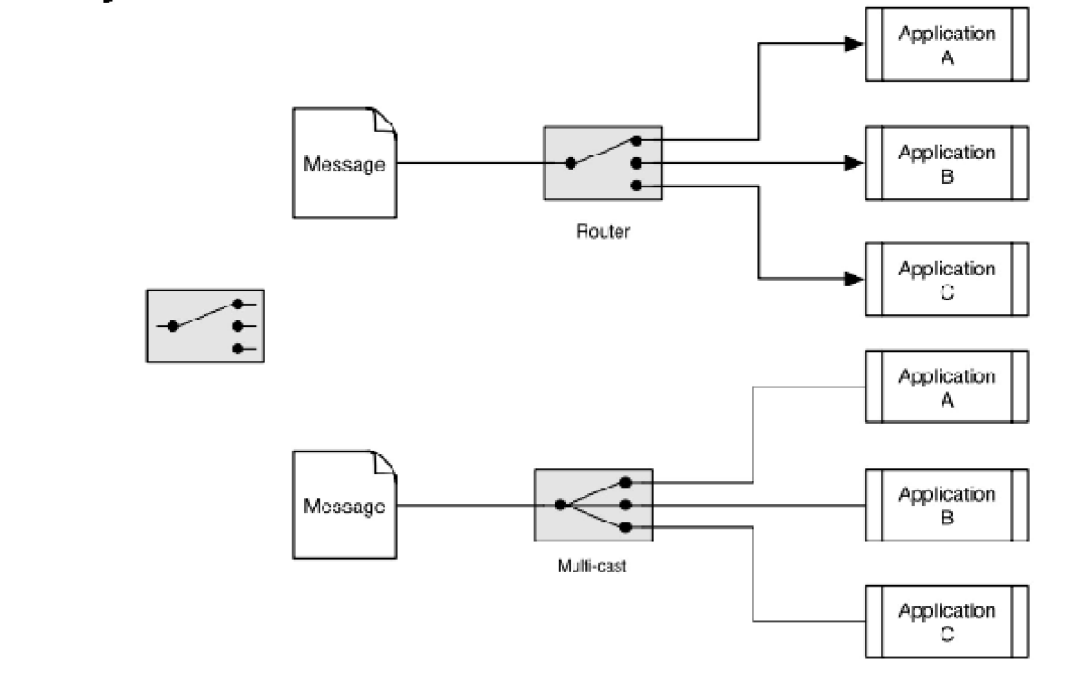 Application
A
Message
Application
B
Router
Application
C
Application
A
Message
Application
B
Multi-cast
Application
C